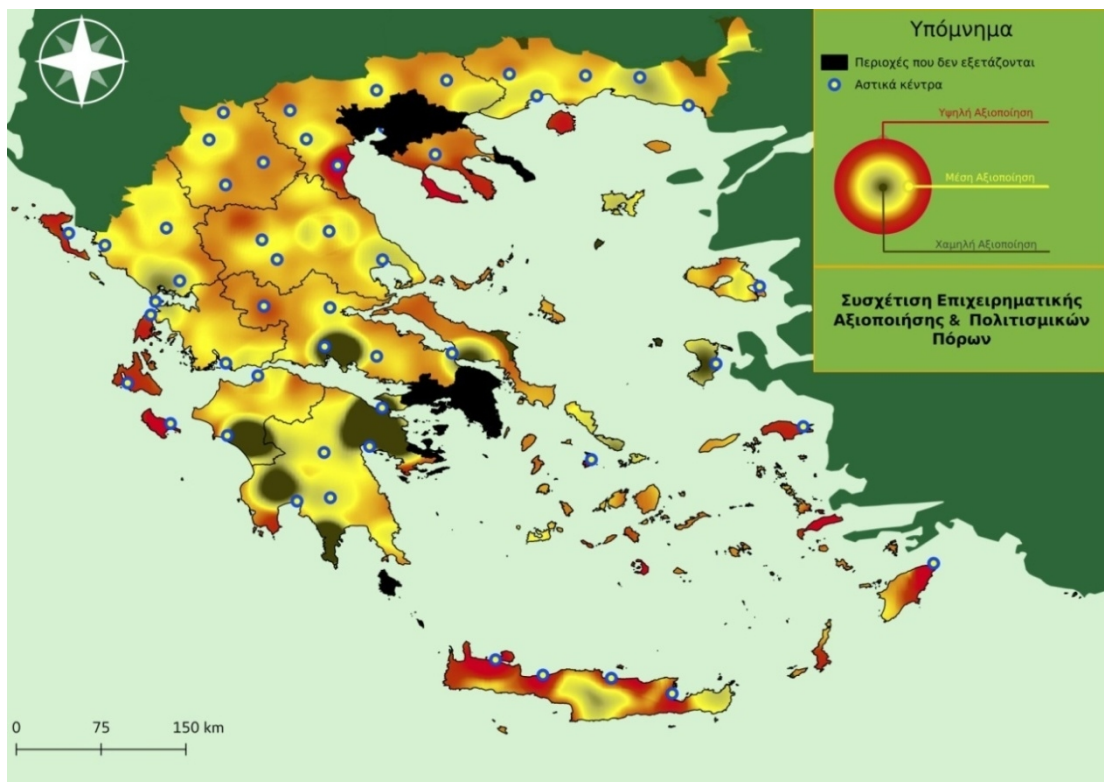 Υπόμνημα
Περιοχές που δεν εξετάζονται
Αστικά κέντρα
Υψηλή Αξιοποίηση
Μέση Αξιοποίηση
Χαμηλή Αξιοποίηση
Συσχέτιση Επιχειρηματικής
Αξιοποιήσης & Πολιτισμικών
Πόρων
0 75 150 km